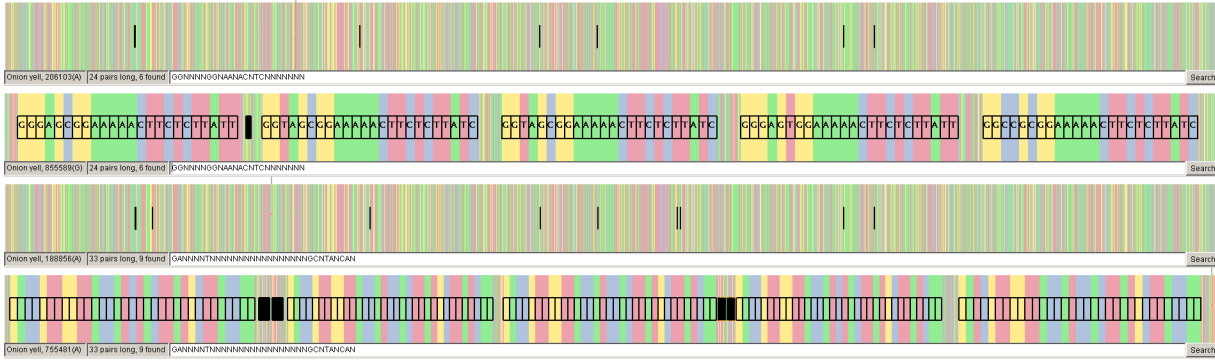 Onion yell, 206103(A) 24 pairs long, 6 found GGNNNNGGNAANACNTCNNNNNNN Search
GGGAGCGGAAAAACTTCTCTTATT GGTAGCGGAAAAACTTCTCTTATC GGTAGCGGAAAAACTTCTCTTATC GGGAGTGGAAAAACTTCTCTTATT GGCCGCGGAAAAACTTCTCTTATC
Onion yell, 855589(G) 24 pairs long, 6 found GGNNNNGGNAANACNTCNNNNNNN Search
Onion yell, 188856(A) 33 pairs long, 9 found GANNNNTNNNNNNNNNNNNNNNNNGCNTANCAN Search
Onion yell, 755481(A) 33 pairs long, 9 found GANNNNTNNNNNNNNNNNNNNNNNGCNTANCAN Search